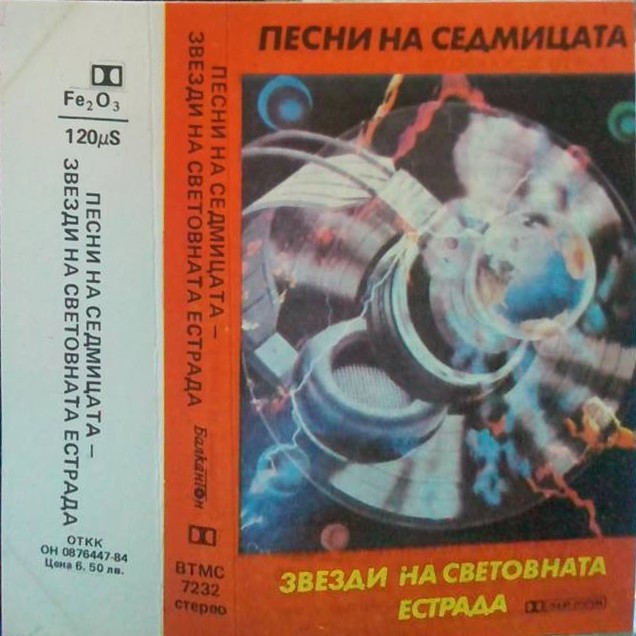 Fe₂O₃
120μS
ПЕСНИ НА СЕДМИЦАТА –
ЗВЕЗДИ НА СВЕТОВНАТА ЕСТРАДА
ОТКК
ОН 0876447-84
Цена 6.50 лв.
ПЕСНИ НА СЕДМИЦАТА –
ЗВЕЗДИ НА СВЕТОВНАТА ЕСТРАДА
Балкантон
ВТМС
7232
стерео
ПЕСНИ НА СЕДМИЦАТА
ЗВЕЗДИ НА СВЕТОВНАТА
ЕСТРАДА